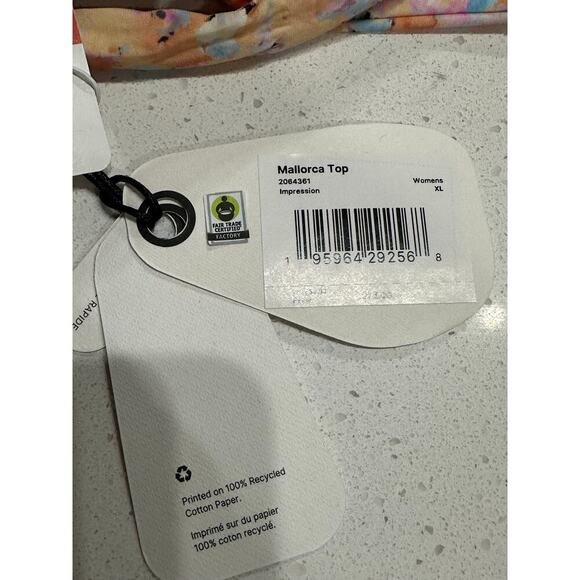 Mallorca Top
2064361 Womens
Impression XL
1 95964 29256 8
FAIR TRADE
CERTIFIED
FACTORY
RAPIDE
Printed on 100% Recycled
Cotton Paper.
Imprimé sur du papier
100% coton recyclé.